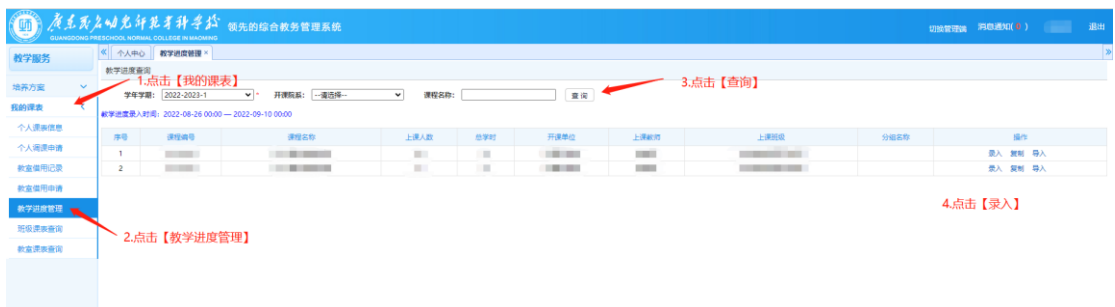 广东茂名幼儿师范专科学校 领先的综合教务管理系统
GUANGDONG PRESCHOOL NORMAL COLLEGE IN MAOMING
切换管理端 消息通知(0) 退出
教学服务
« 个人中心 教学进度管理× »
教学进度查询
1.点击【我的课表】
3.点击【查询】
培养方案
学年学期: 2022-2023-1 * 开课院系: --请选择-- 课程名称: 查 询
我的课表
教学进度录入时间: 2022-08-26 00:00 — 2022-09-10 00:00
个人课表信息
序号 课程编号 课程名称 上课人数 总学时 开课单位 上课教师 上课班级 分组名称 操作
个人调课申请
1 录入 复制 导入
教室借用记录
2 录入 复制 导入
教室借用申请
教学进度管理
4.点击【录入】
班级课表查询
2.点击【教学进度管理】
教室课表查询